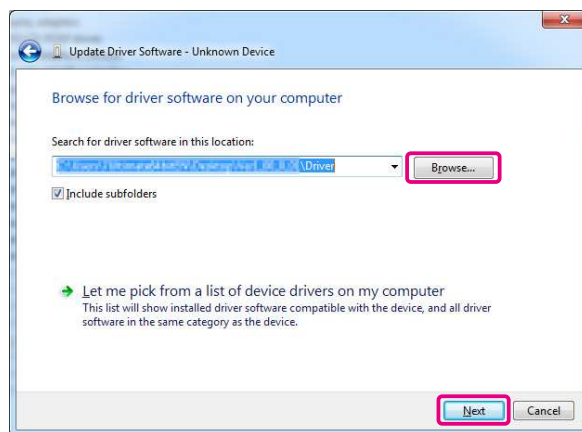 Update Driver Software - Unknown Device
Browse for driver software on your computer
Search for driver software in this location:
\Driver
Browse...
Include subfolders
Let me pick from a list of device drivers on my computer
This list will show installed driver software compatible with the device, and all driver
software in the same category as the device.
Next
Cancel